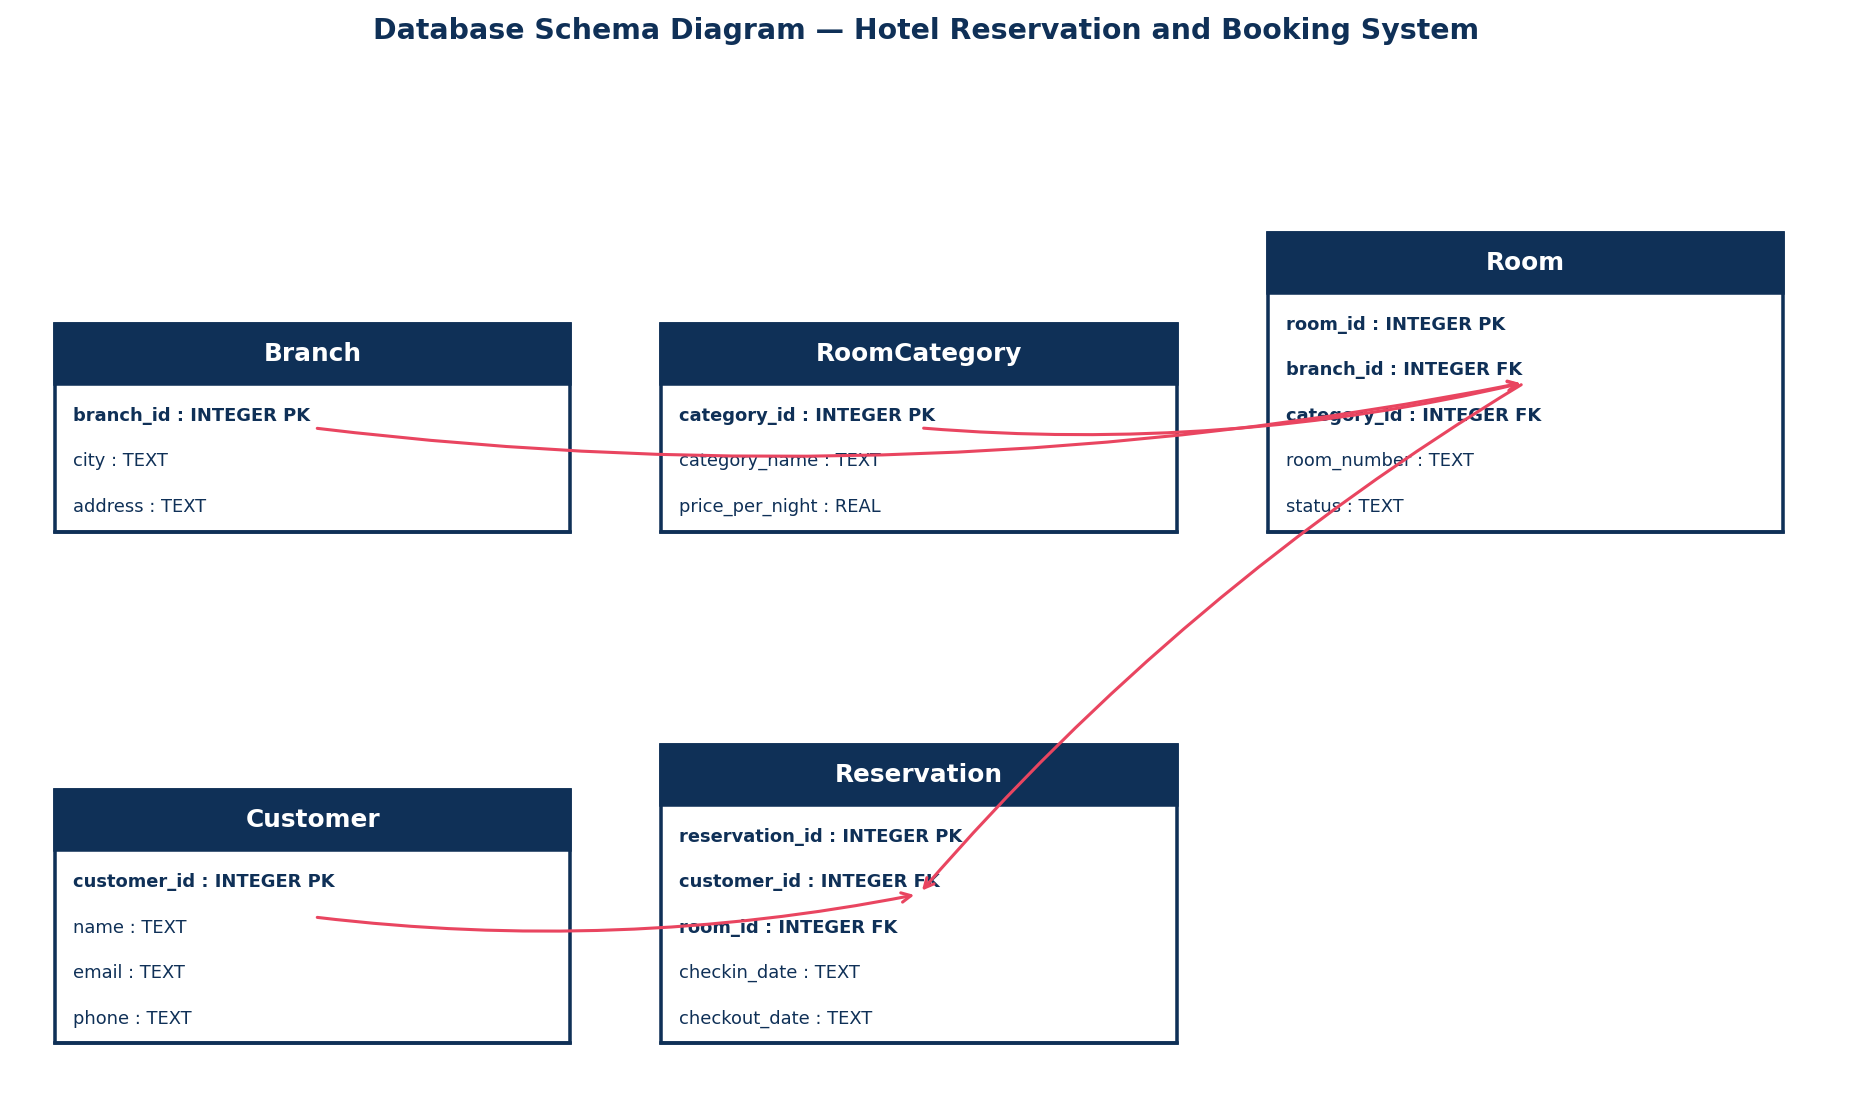 Database Schema Diagram — Hotel Reservation and Booking System
Branch
branch_id : INTEGER PK
city : TEXT
address : TEXT
RoomCategory
category_id : INTEGER PK
category_name : TEXT
price_per_night : REAL
Room
room_id : INTEGER PK
branch_id : INTEGER FK
category_id : INTEGER FK
room_number : TEXT
status : TEXT
Customer
customer_id : INTEGER PK
name : TEXT
email : TEXT
phone : TEXT
Reservation
reservation_id : INTEGER PK
customer_id : INTEGER FK
room_id : INTEGER FK
checkin_date : TEXT
checkout_date : TEXT